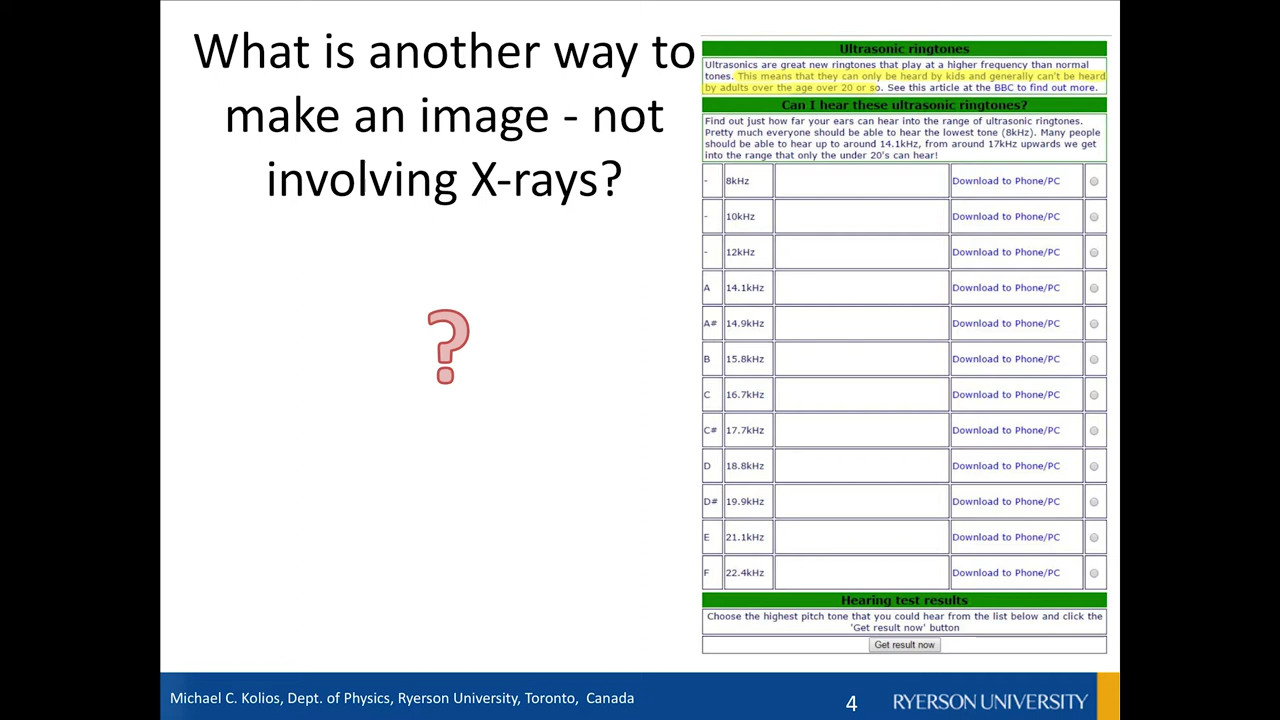 What is another way to
make an image - not
involving X-rays?
?
Ultrasonic ringtones
Ultrasonics are great new ringtones that play at a higher frequency than normal
tones. This means that they can only be heard by kids and generally can't be heard
by adults over the age over 20 or so. See this article at the BBC to find out more.
Can I hear these ultrasonic ringtones?
Find out just how far your ears can hear into the range of ultrasonic ringtones.
Pretty much everyone should be able to hear the lowest tone (8kHz). Many people
should be able to hear up to around 14.1kHz, from around 17kHz upwards we get
into the range that only the under 20's can hear!
- 8kHz Download to Phone/PC
- 10kHz Download to Phone/PC
- 12kHz Download to Phone/PC
A 14.1kHz Download to Phone/PC
A# 14.9kHz Download to Phone/PC
B 15.8kHz Download to Phone/PC
C 16.7kHz Download to Phone/PC
C# 17.7kHz Download to Phone/PC
D 18.8kHz Download to Phone/PC
D# 19.9kHz Download to Phone/PC
E 21.1kHz Download to Phone/PC
F 22.4kHz Download to Phone/PC
Hearing test results
Choose the highest pitch tone that you could hear from the list below and click the
'Get result now' button
Get result now
Michael C. Kolios, Dept. of Physics, Ryerson University, Toronto, Canada
4
RYERSON UNIVERSITY